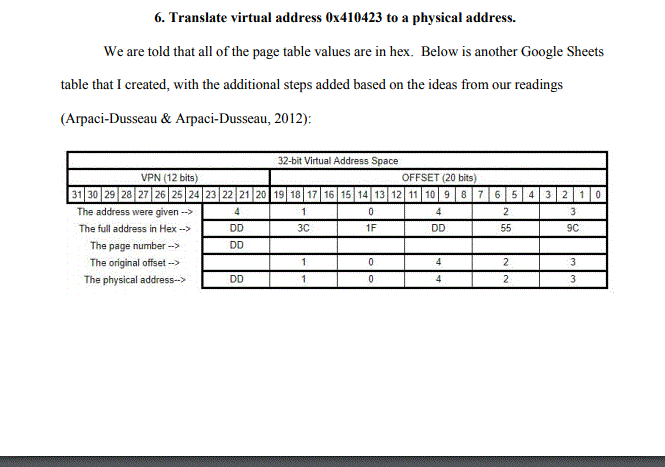 6. Translate virtual address 0x410423 to a physical address.
We are told that all of the page table values are in hex. Below is another Google Sheets
table that I created, with the additional steps added based on the ideas from our readings
(Arpaci-Dusseau & Arpaci-Dusseau, 2012):
32-bit Virtual Address Space
VPN (12 bits) OFFSET (20 bits)
31 30 29 28 27 26 25 24 23 22 21 20 19 18 17 16 15 14 13 12 11 10 9 8 7 6 5 4 3 2 1 0
The address were given --> 4 1 0 4 2 3
The full address in Hex --> DD 3C 1F DD 55 9C
The page number --> DD
The original offset --> 1 0 4 2 3
The physical address--> DD 1 0 4 2 3